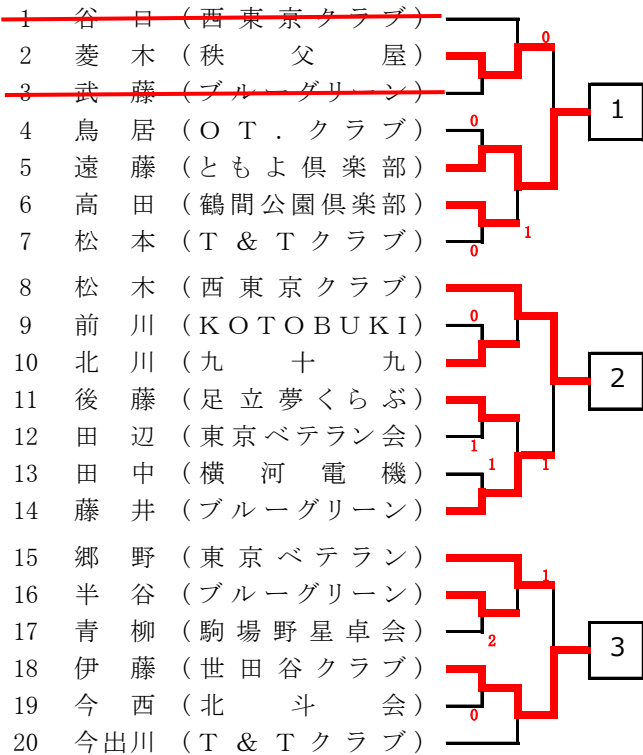 1 谷口 (西東京クラブ)
0
2 菱木 (秩父屋)
3 武藤 (ブルーグリーン)
1
4 鳥居 (OT.クラブ)
0
5 遠藤 (ともよ倶楽部)
6 高田 (鶴間公園倶楽部)
1
7 松本 (T&Tクラブ)
0
8 松木 (西東京クラブ)
9 前川 (KOTOBUKI)
0
10 北川 (九十九)
2
11 後藤 (足立夢くらぶ)
12 田辺 (東京ベテラン会)
1
13 田中 (横河電機)
1 1
14 藤井 (ブルーグリーン)
15 郷野 (東京ベテラン)
1
16 半谷 (ブルーグリーン)
17 青柳 (駒場野星卓会)
2
3
18 伊藤 (世田谷クラブ)
19 今西 (北斗会)
0
20 今出川 (T&Tクラブ)